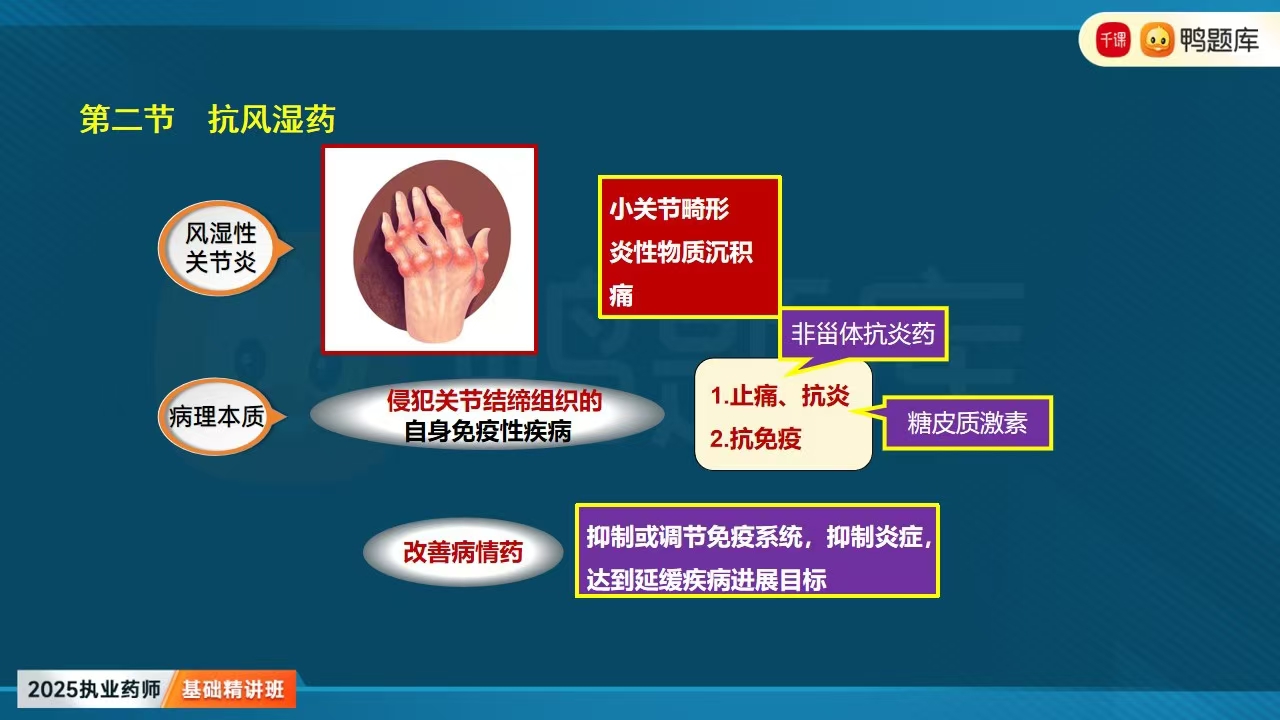 千课
鸭题库
第二节 抗风湿药
风湿性
关节炎
小关节畸形
炎性物质沉积
痛
非甾体抗炎药
病理本质
侵犯关节结缔组织的
自身免疫性疾病
1.止痛、抗炎
2.抗免疫
糖皮质激素
改善病情药
抑制或调节免疫系统，抑制炎症，
达到延缓疾病进展目标
鸭题库
2025执业药师
基础精讲班